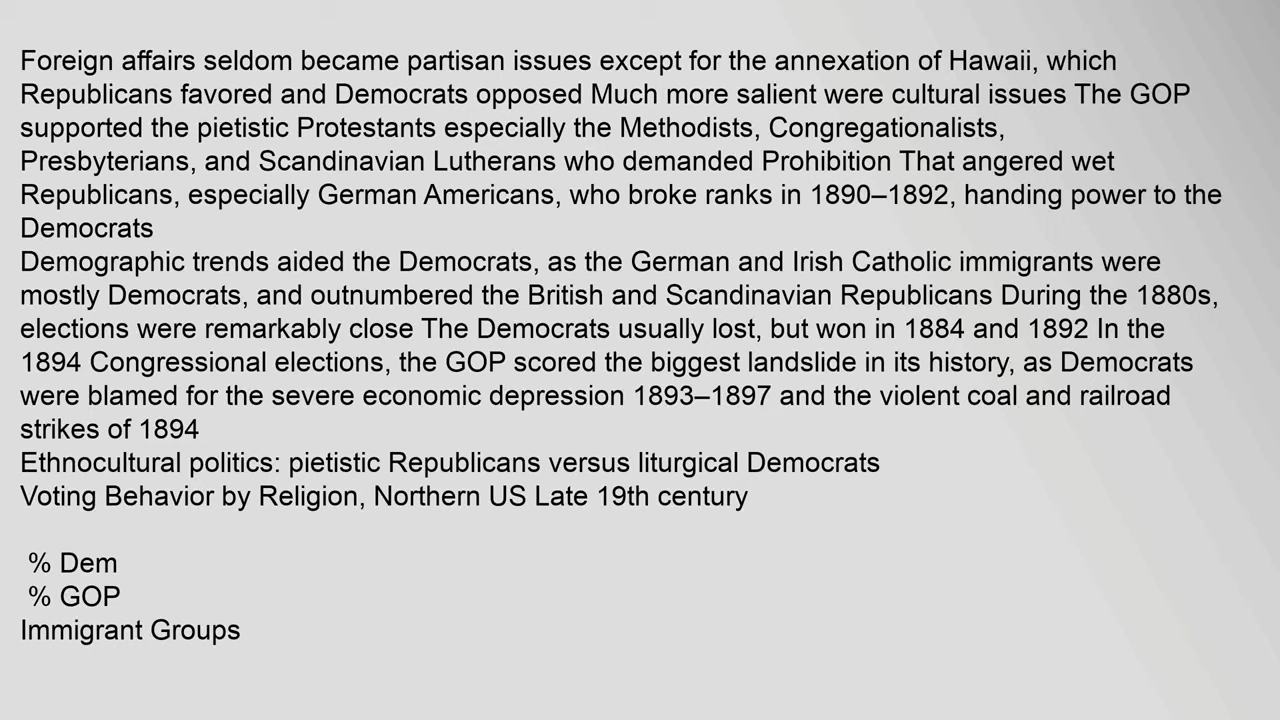 Foreign affairs seldom became partisan issues except for the annexation of Hawaii, which
Republicans favored and Democrats opposed Much more salient were cultural issues The GOP
supported the pietistic Protestants especially the Methodists, Congregationalists,
Presbyterians, and Scandinavian Lutherans who demanded Prohibition That angered wet
Republicans, especially German Americans, who broke ranks in 1890–1892, handing power to the
Democrats
Demographic trends aided the Democrats, as the German and Irish Catholic immigrants were
mostly Democrats, and outnumbered the British and Scandinavian Republicans During the 1880s,
elections were remarkably close The Democrats usually lost, but won in 1884 and 1892 In the
1894 Congressional elections, the GOP scored the biggest landslide in its history, as Democrats
were blamed for the severe economic depression 1893–1897 and the violent coal and railroad
strikes of 1894
Ethnocultural politics: pietistic Republicans versus liturgical Democrats
Voting Behavior by Religion, Northern US Late 19th century
% Dem
% GOP
Immigrant Groups